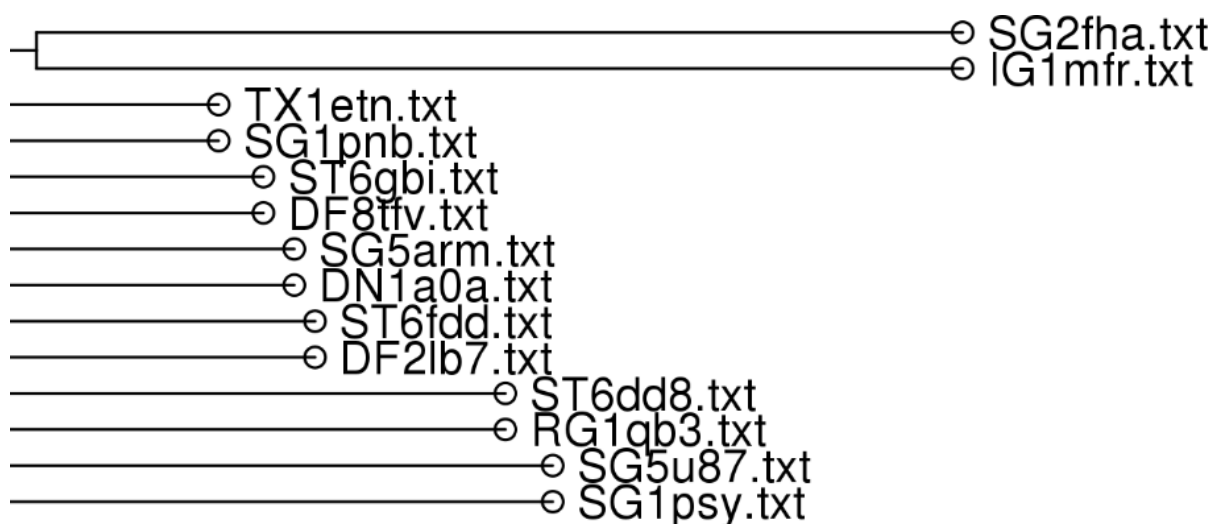 SG2fha.txt
IG1mfr.txt
TX1etn.txt
SG1pnb.txt
ST6gbi.txt
DF8tfv.txt
SG5arm.txt
DN1a0a.txt
ST6fdd.txt
DF2lb7.txt
ST6dd8.txt
RG1qb3.txt
SG5u87.txt
SG1psy.txt